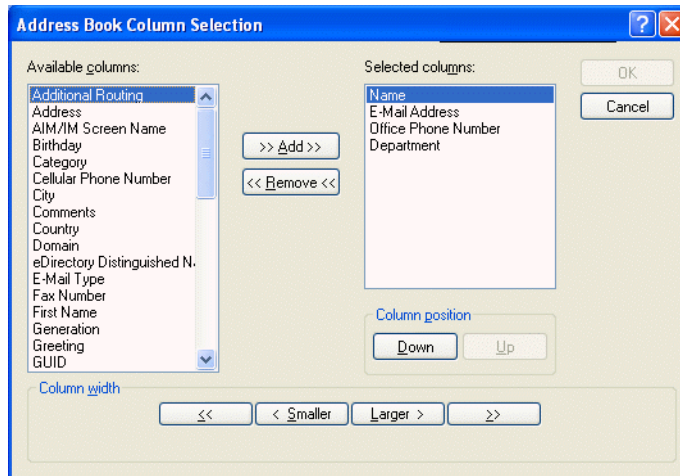 Address Book Column Selection
Available columns:
Additional Routing
Address
AIM/IM Screen Name
Birthday
Category
Cellular Phone Number
City
Comments
Country
Domain
eDirectory Distinguished N
E-Mail Type
Fax Number
First Name
Generation
Greeting
GUID
>> Add >>
<< Remove <<
Selected columns:
Name
E-Mail Address
Office Phone Number
Department
OK
Cancel
Column position
Down
Up
Column width
<<
< Smaller
Larger >
>>